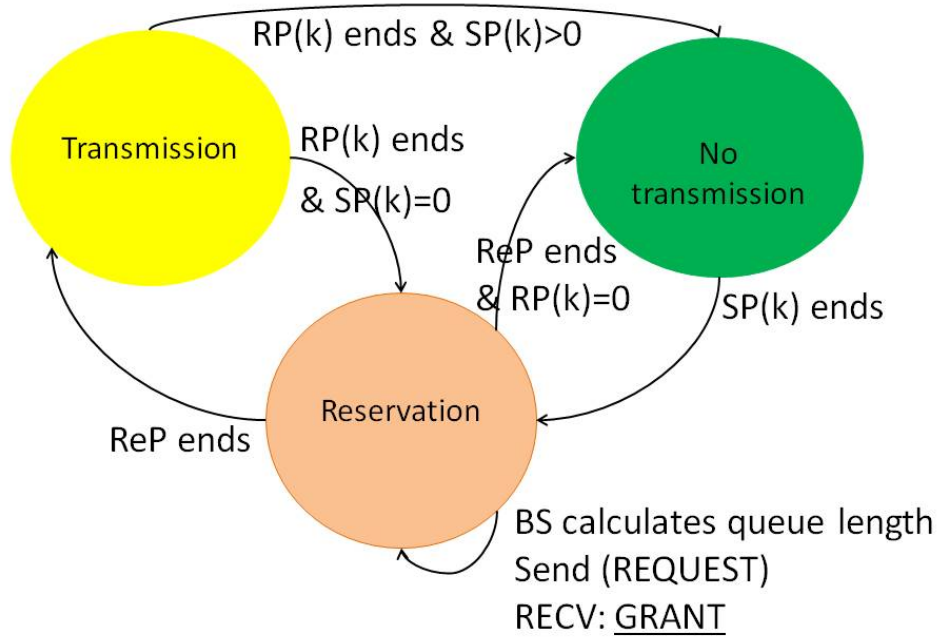 RP(k) ends & SP(k)>0
Transmission
RP(k) ends
& SP(k)=0
No
transmission
ReP ends
& RP(k)=0
SP(k) ends
Reservation
ReP ends
BS calculates queue length
Send (REQUEST)
RECV: GRANT